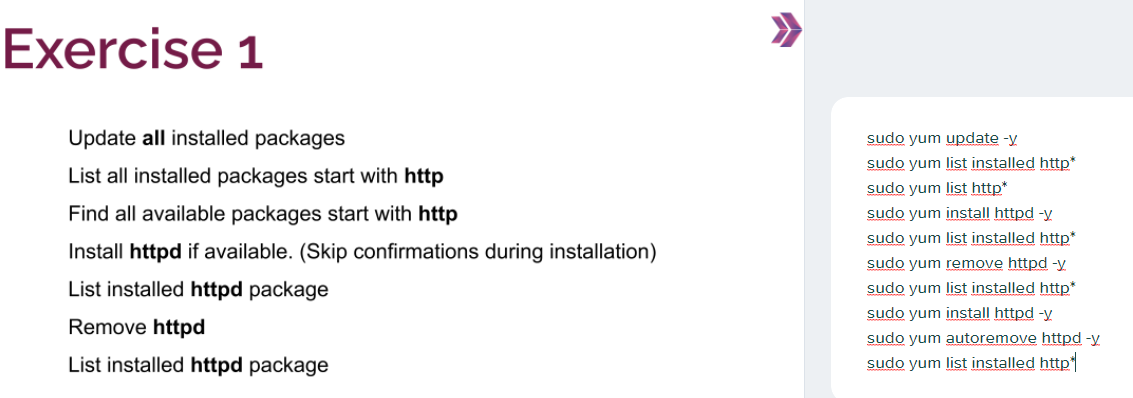 Exercise 1
Update all installed packages
List all installed packages start with http
Find all available packages start with http
Install httpd if available. (Skip confirmations during installation)
List installed httpd package
Remove httpd
List installed httpd package
sudo yum update -y
sudo yum list installed http*
sudo yum list http*
sudo yum install httpd -y
sudo yum list installed http*
sudo yum remove httpd -y
sudo yum list installed http*
sudo yum install httpd -y
sudo yum autoremove httpd -y
sudo yum list installed http*